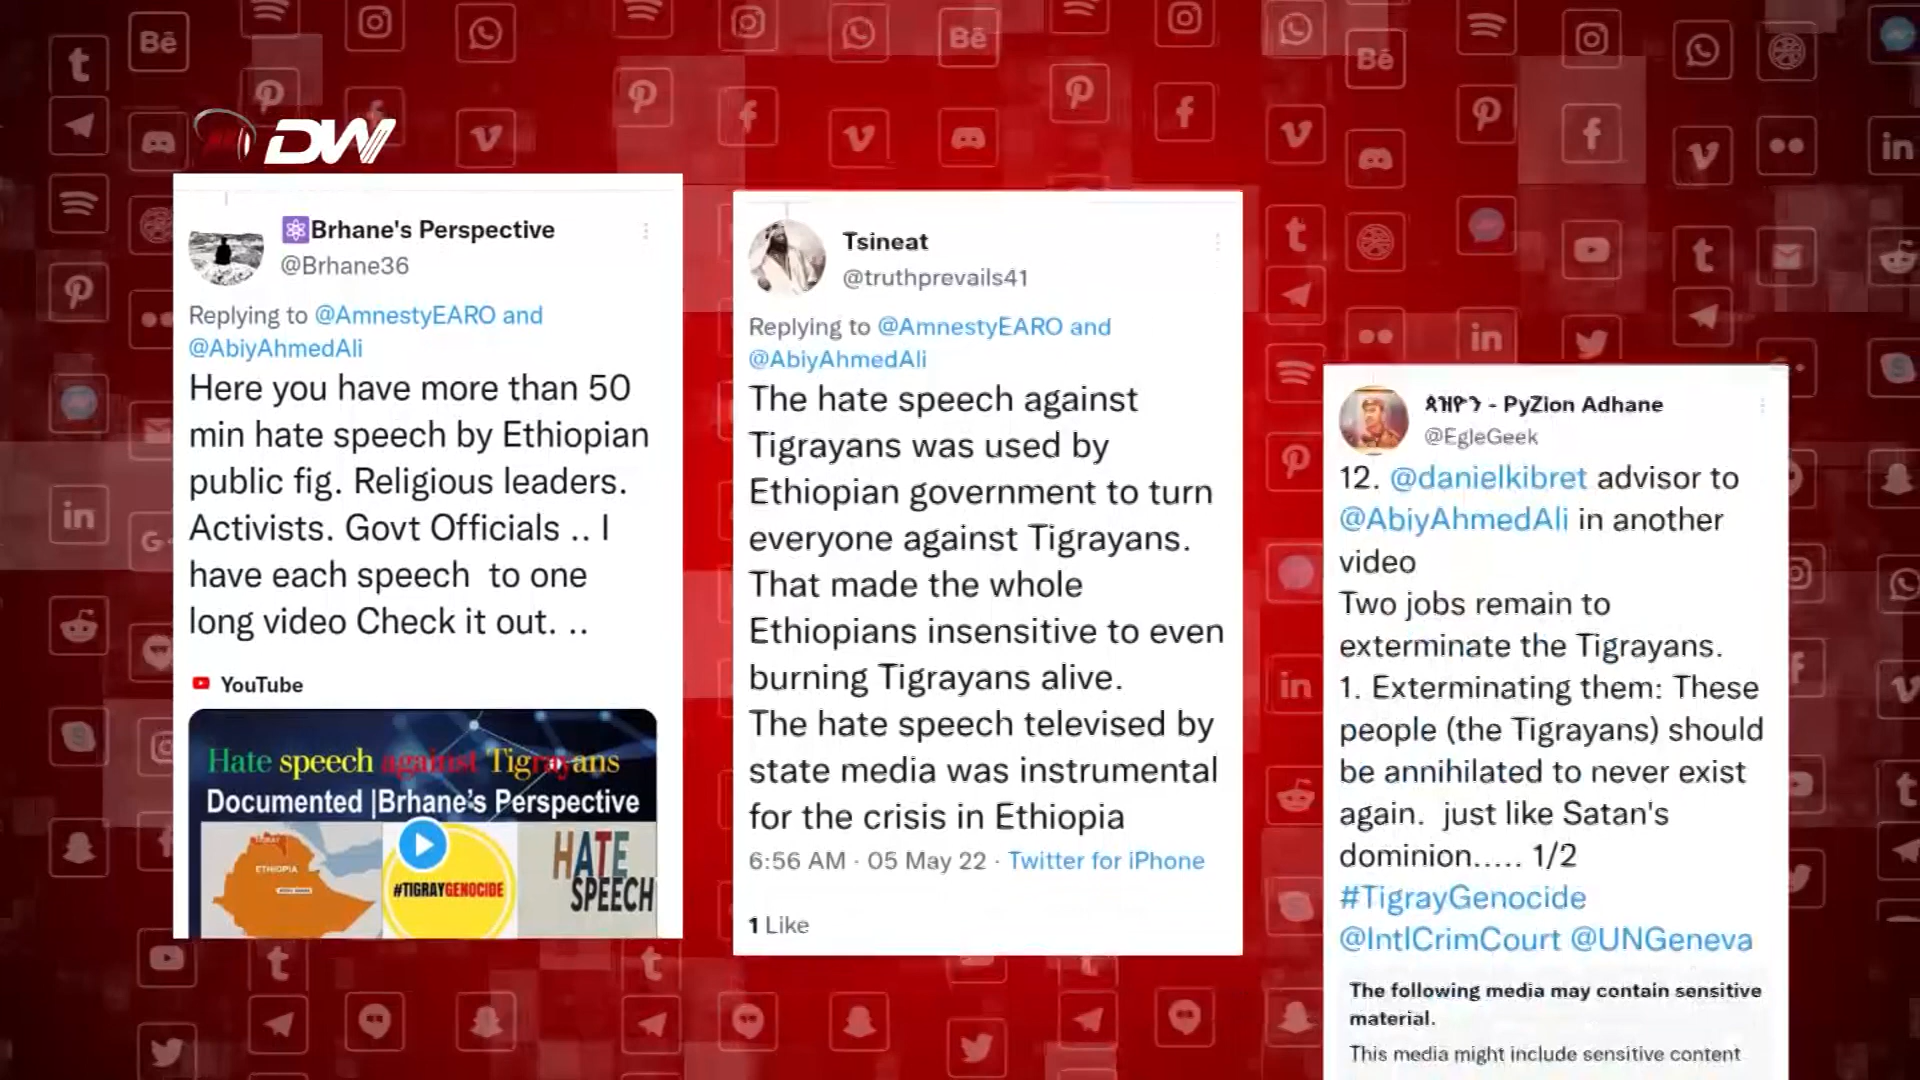 DW
Brhane's Perspective
@Brhane36
Replying to @AmnestyEARO and
@AbiyAhmedAli
Here you have more than 50
min hate speech by Ethiopian
public fig. Religious leaders.
Activists. Govt Officials .. I
have each speech to one
long video Check it out. ..
YouTube
Hate speech against Tigrayans
Documented |Brhane's Perspective
ETHIOPIA
#TIGRAYGENOCIDE
HATE
SPEECH
Tsineat
@truthprevails41
Replying to @AmnestyEARO and
@AbiyAhmedAli
The hate speech against
Tigrayans was used by
Ethiopian government to turn
everyone against Tigrayans.
That made the whole
Ethiopians insensitive to even
burning Tigrayans alive.
The hate speech televised by
state media was instrumental
for the crisis in Ethiopia
6:56 AM · 05 May 22 · Twitter for iPhone
1 Like
ጳዝዮን - PyZion Adhane
@EgleGeek
12. @danielkibret advisor to
@AbiyAhmedAli in another
video
Two jobs remain to
exterminate the Tigrayans.
1. Exterminating them: These
people (the Tigrayans) should
be annihilated to never exist
again. just like Satan's
dominion..... 1/2
#TigrayGenocide
@IntlCrimCourt @UNGeneva
The following media may contain sensitive
material.
This media might include sensitive content